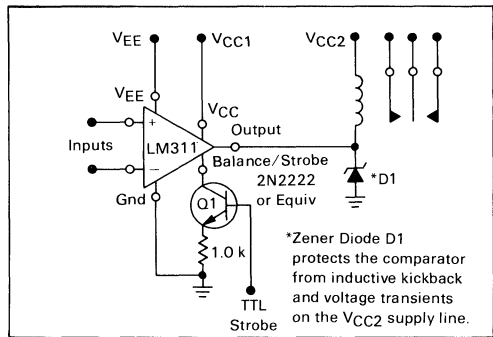 VEE
VCC1
VCC2
VEE
VCC
Output
Inputs
+
LM311
−
Balance/Strobe
2N2222
or Equiv
Gnd
Q1
*D1
1.0 k
TTL
Strobe
*Zener Diode D1
protects the comparator
from inductive kickback
and voltage transients
on the VCC2 supply line.